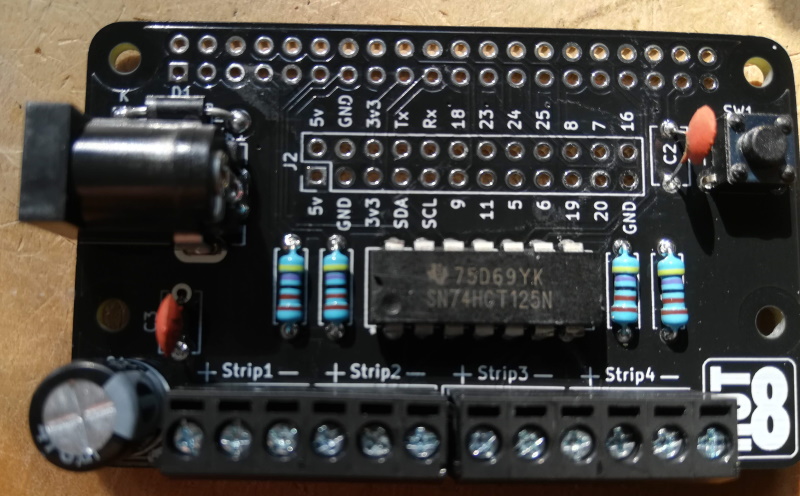 SW1
5v GND 3v3 Tx Rx 18 23 24 25 8 7 16
J2
C2
5v GND 3v3 SDA SCL 9 11 5 6 19 20 GND
75D69YK
SN74HCT125N
+ Strip1 — + Strip2 — + Strip3 — + Strip4 —
8